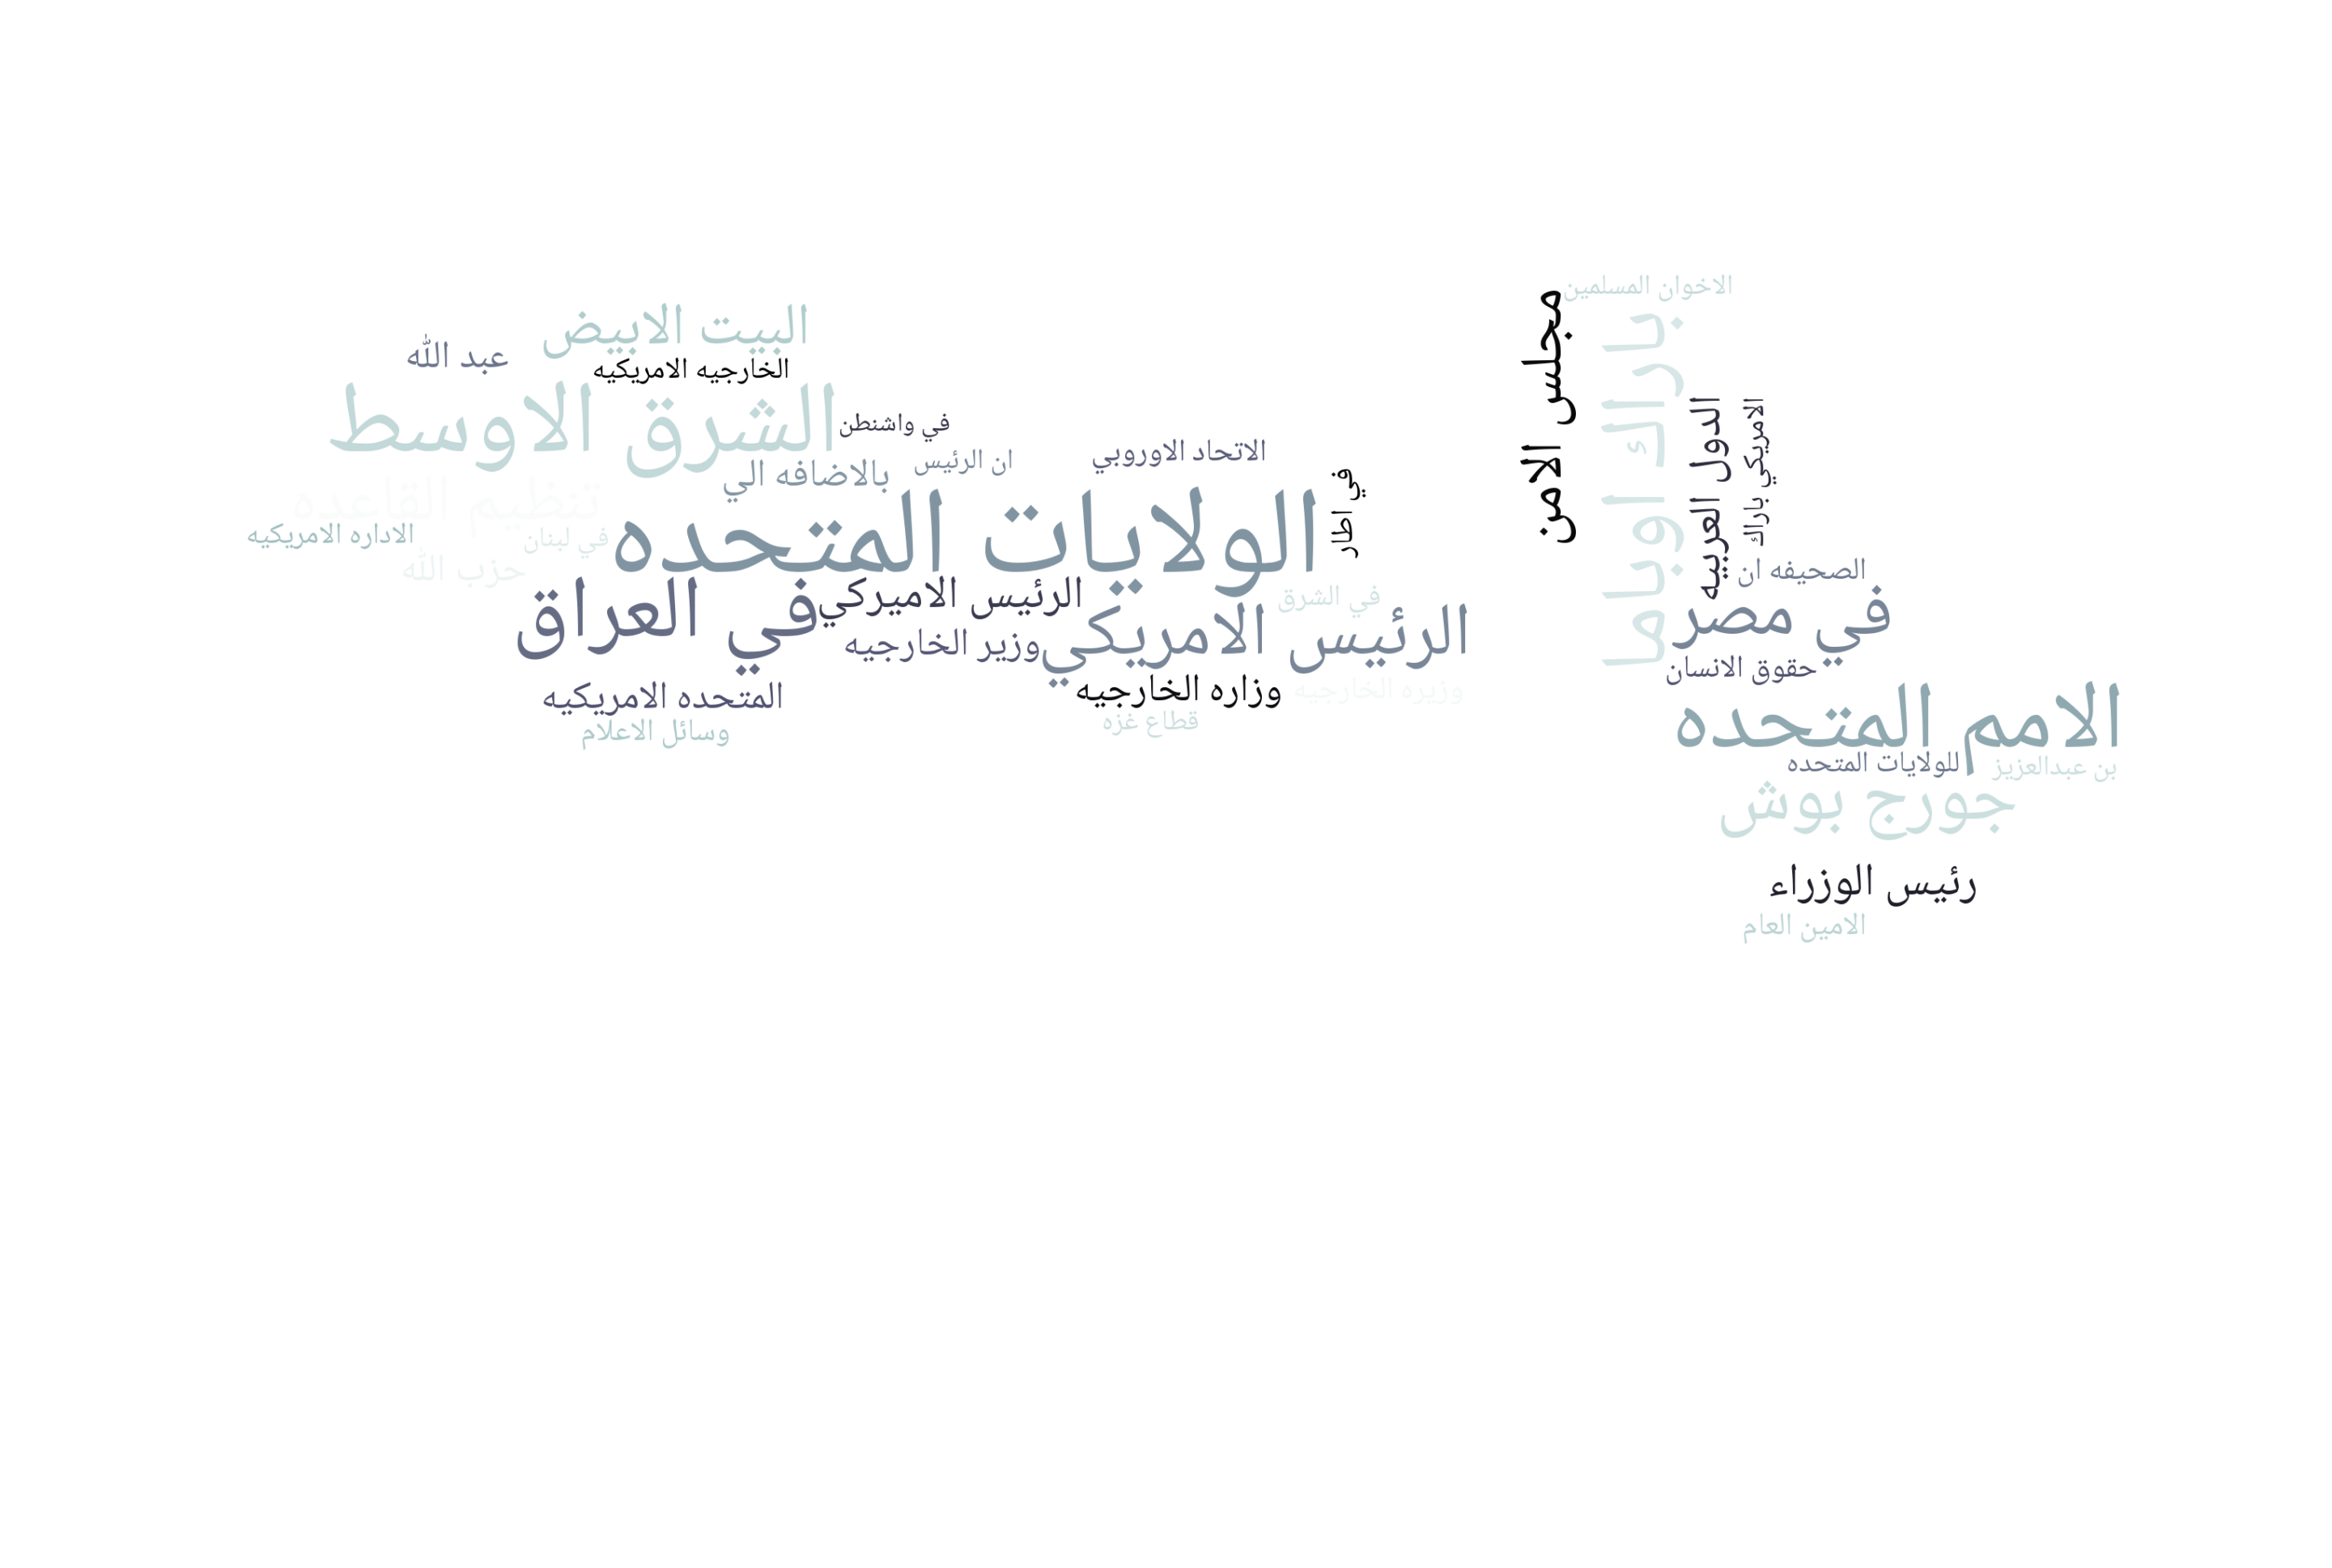 الاخوان المسلمين
مجلس الامن
باراك اوباما
البيت الابيض
عبد الله
الخارجيه الامريكيه
الشرق الاوسط
الدول العربيه
الامريكي باراك
في واشنطن
الاتحاد الاوروبي
ان الرئيس
بالاضافه الي
في اطار
تنظيم القاعده
الولايات المتحده
الاداره الامريكيه
في لبنان
حزب الله
الصحيفه ان
الرئيس الاميركي
في الشرق
في العراق
في مصر
الرئيس الامريكي
وزير الخارجيه
حقوق الانسان
وزاره الخارجيه
وزيره الخارجيه
المتحده الامريكيه
قطاع غزه
وسائل الاعلام
الامم المتحده
للولايات المتحده
بن عبدالعزيز
جورج بوش
رئيس الوزراء
الامين العام